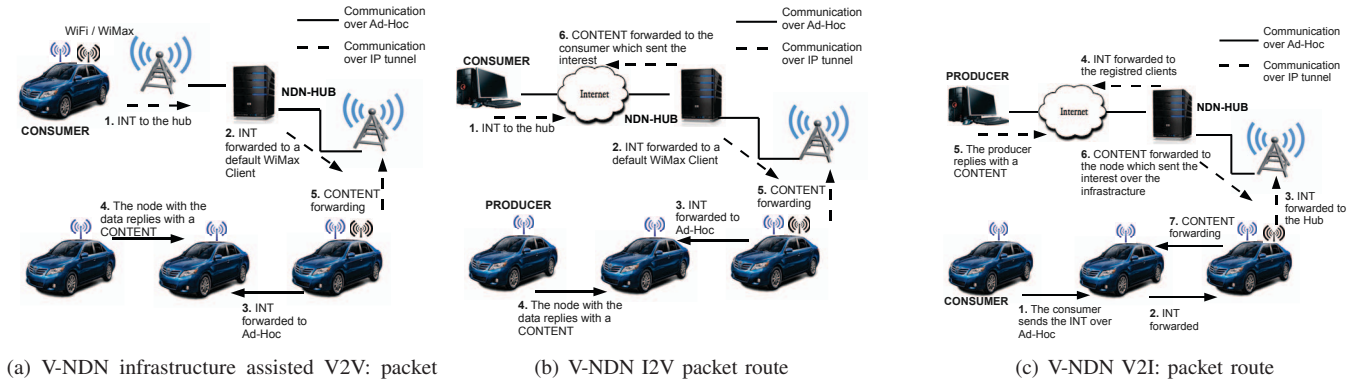 WiFi / WiMax
Communication
over Ad-Hoc
Communication
over IP tunnel
NDN-HUB
CONSUMER
1. INT to the hub
2. INT
forwarded to a
default WiMax
Client
5. CONTENT
forwarding
4. The node with the
data replies with a
CONTENT
3. INT
forwarded to
Ad-Hoc
(a) V-NDN infrastructure assisted V2V: packet
Communication
over Ad-Hoc
Communication
over IP tunnel
6. CONTENT forwarded to the
consumer which sent the
interest
CONSUMER
Internet
NDN-HUB
1. INT to the hub
2. INT forwarded to a
default WiMax Client
5. CONTENT
forwarding
PRODUCER
3. INT
forwarded to
Ad-Hoc
4. The node with the
data replies with a
CONTENT
(b) V-NDN I2V packet route
Communication
over Ad-Hoc
Communication
over IP tunnel
4. INT forwarded to
the registred clients
PRODUCER
Internet
NDN-HUB
5. The producer
replies with a
CONTENT
6. CONTENT forwarded to
the node which sent the
interest over the
infrastracture
3. INT
forwarded to
the Hub
7. CONTENT
forwarding
CONSUMER
1. The consumer
sends the INT over
Ad-Hoc
2. INT
forwarded
(c) V-NDN V2I: packet route